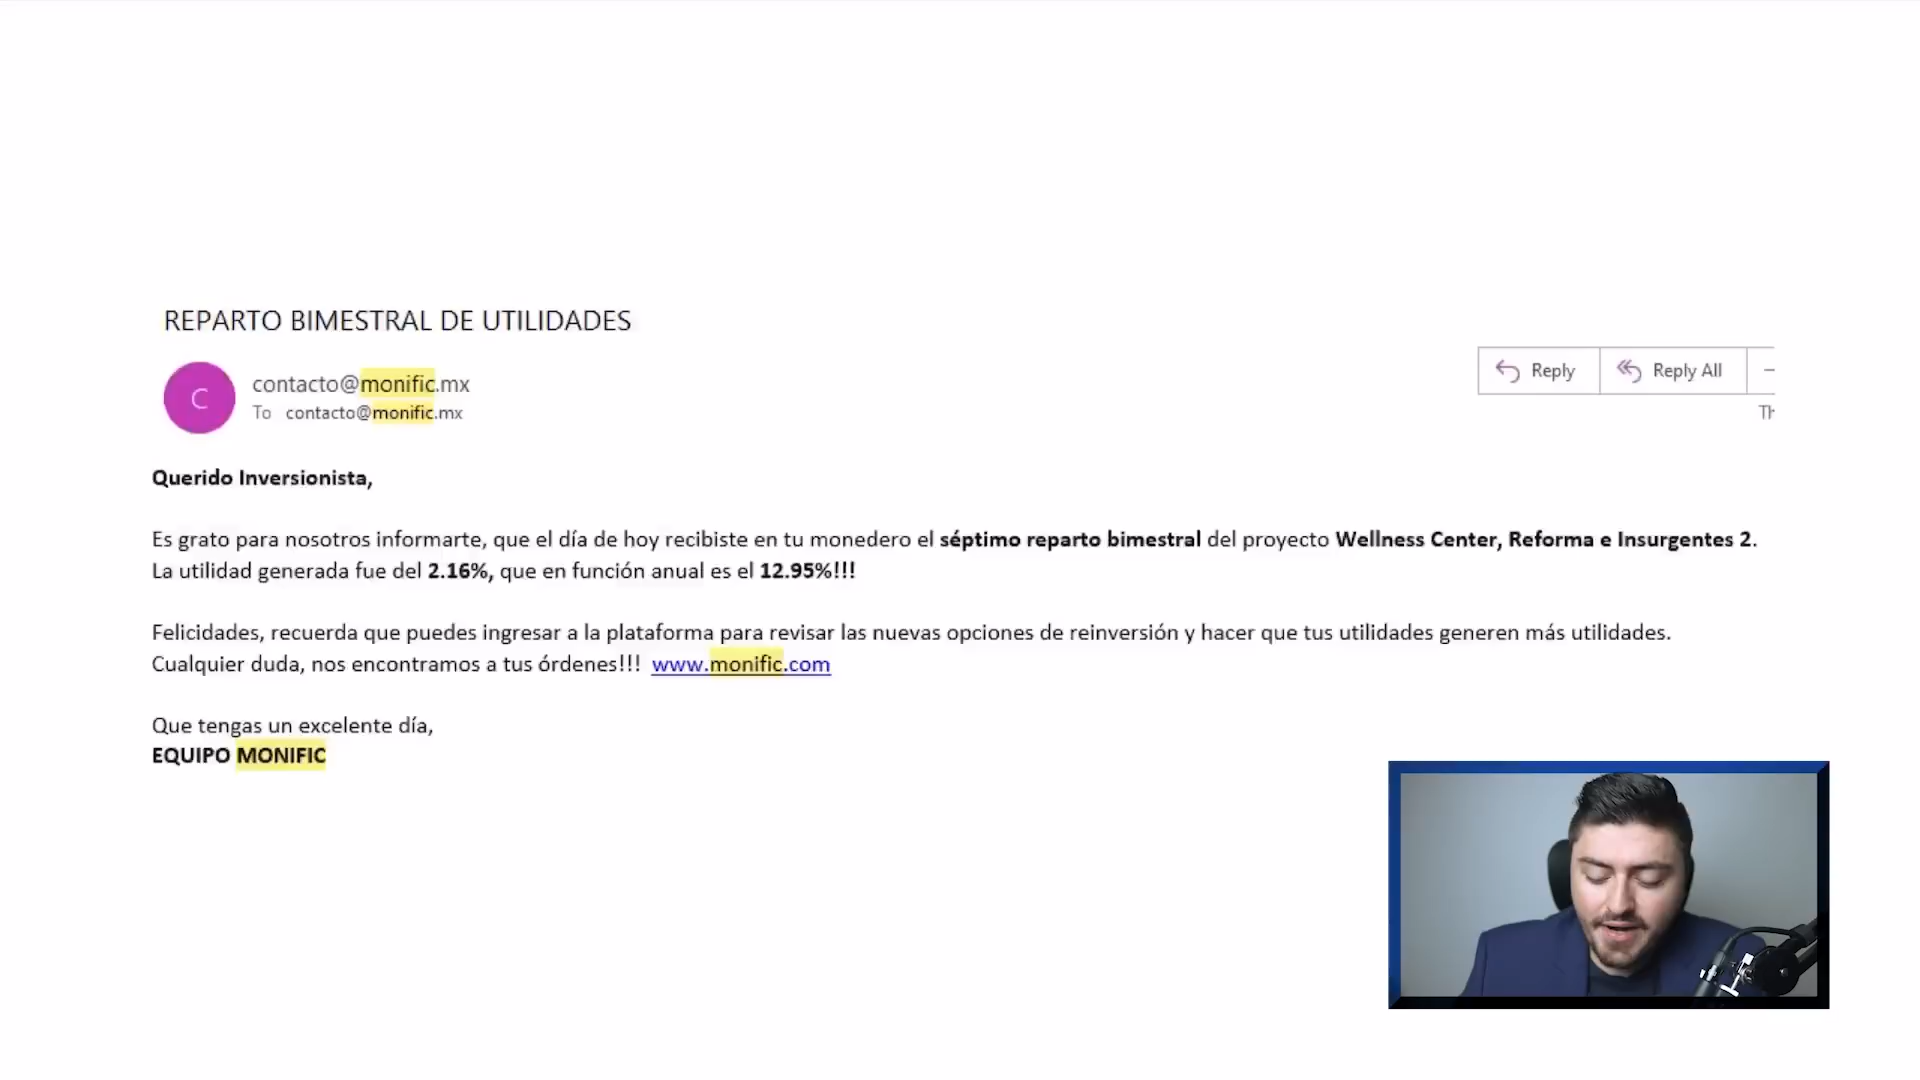 REPARTO BIMESTRAL DE UTILIDADES
C
contacto@monific.mx
To contacto@monific.mx
Reply
Reply All
Querido Inversionista,
Es grato para nosotros informarte, que el día de hoy recibiste en tu monedero el séptimo reparto bimestral del proyecto Wellness Center, Reforma e Insurgentes 2.
La utilidad generada fue del 2.16%, que en función anual es el 12.95%!!!
Felicidades, recuerda que puedes ingresar a la plataforma para revisar las nuevas opciones de reinversión y hacer que tus utilidades generen más utilidades.
Cualquier duda, nos encontramos a tus órdenes!!! www.monific.com
Que tengas un excelente día,
EQUIPO MONIFIC